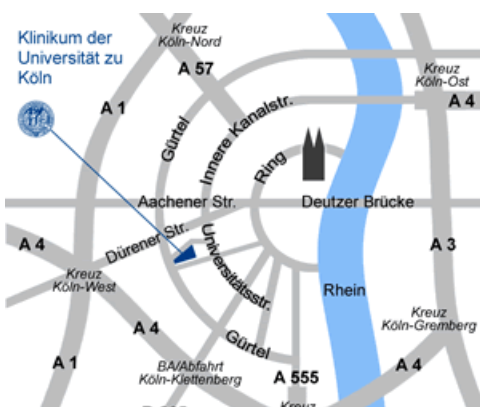 Klinikum der
Universität zu
Köln
Kreuz
Köln-Nord
A 57
Kreuz
Köln-Ost
A 4
A 1
Gürtel
Innere Kanalstr.
Ring
Aachener Str.
Deutzer Brücke
Dürener Str.
Universitätsstr.
A 4
A 3
Kreuz
Köln-West
Rhein
Kreuz
Köln-Gremberg
A 4
Gürtel
A 1
BA/Abfahrt
Köln-Klettenberg
A 555
A 4
Kreuz